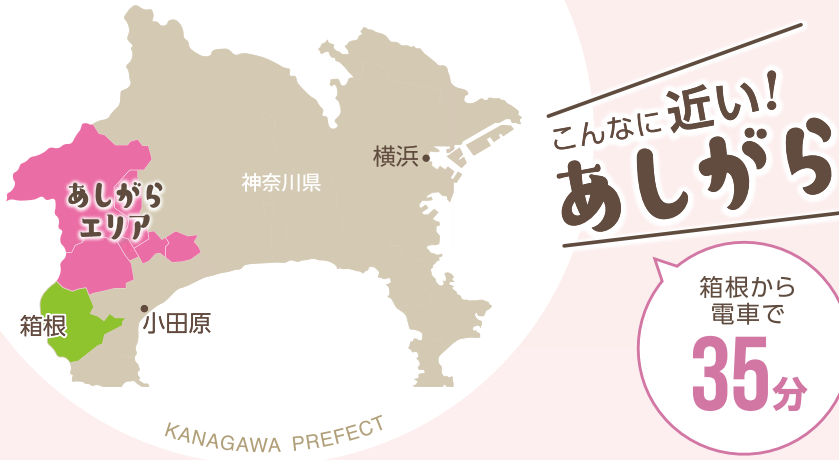 こんなに近い!
あしがら
横浜
神奈川県
あしがら
エリア
箱根
小田原
箱根から
電車で
35分
KANAGAWA PREFECT